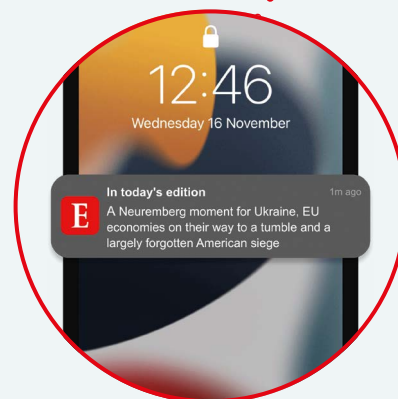 12:46
Wednesday 16 November
In today's edition
1m ago
E
A Neuremberg moment for Ukraine, EU
economies on their way to a tumble and a
largely forgotten American siege